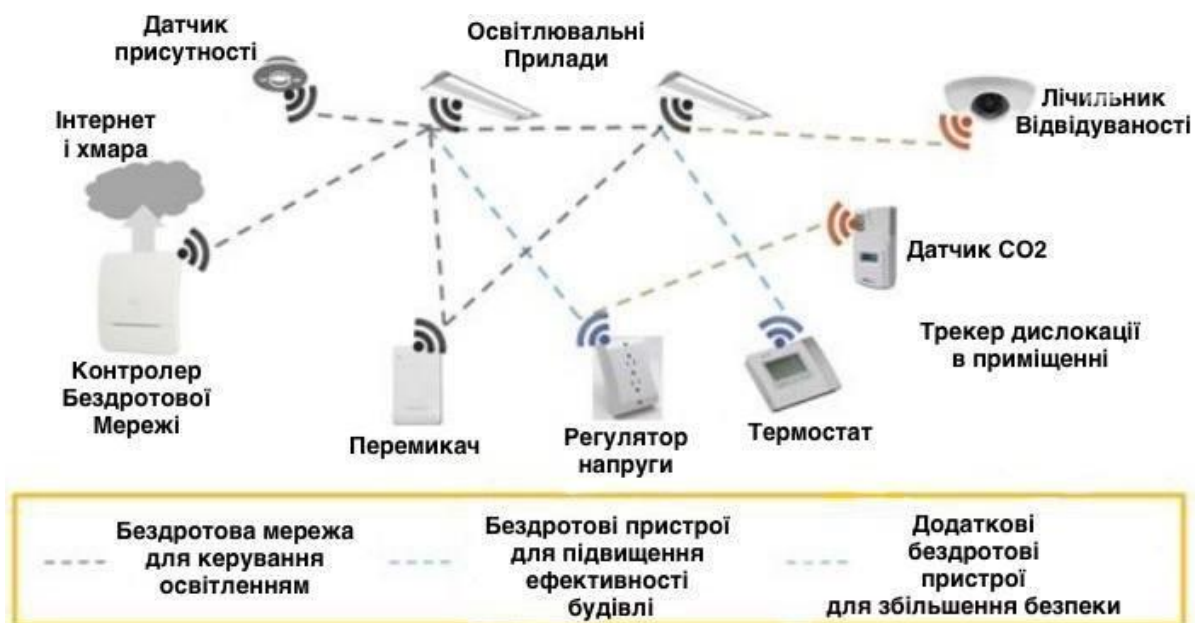 Датчик
присутності
Освітлювальні
Прилади
Лічильник
Відвідуваності
Інтернет
і хмара
Датчик СО2
Трекер дислокації
в приміщенні
Контролер
Бездротової
Мережі
Перемикач
Регулятор
напруги
Термостат
Бездротова мережа
для керування
освітленням
Бездротові пристрої
для підвищення
ефективності
будівлі
Додаткові
бездротові
пристрої
для збільшення безпеки